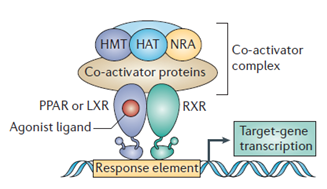 HMT HAT NRA
Co-activator proteins
Co-activator
complex
PPAR or LXR
RXR
Agonist ligand
Target-gene
transcription
Response element